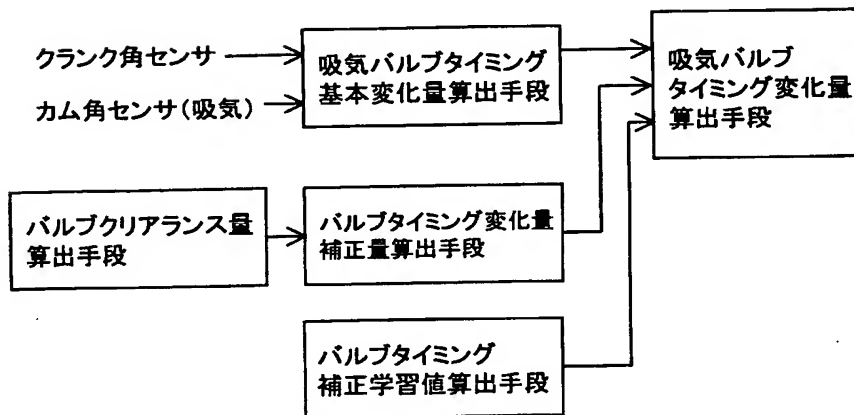 クランク角センサ
カム角センサ(吸気)
吸気バルブタイミング
基本変化量算出手段
吸気バルブ
タイミング変化量
算出手段
バルブクリアランス量
算出手段
バルブタイミング変化量
補正量算出手段
バルブタイミング
補正学習値算出手段